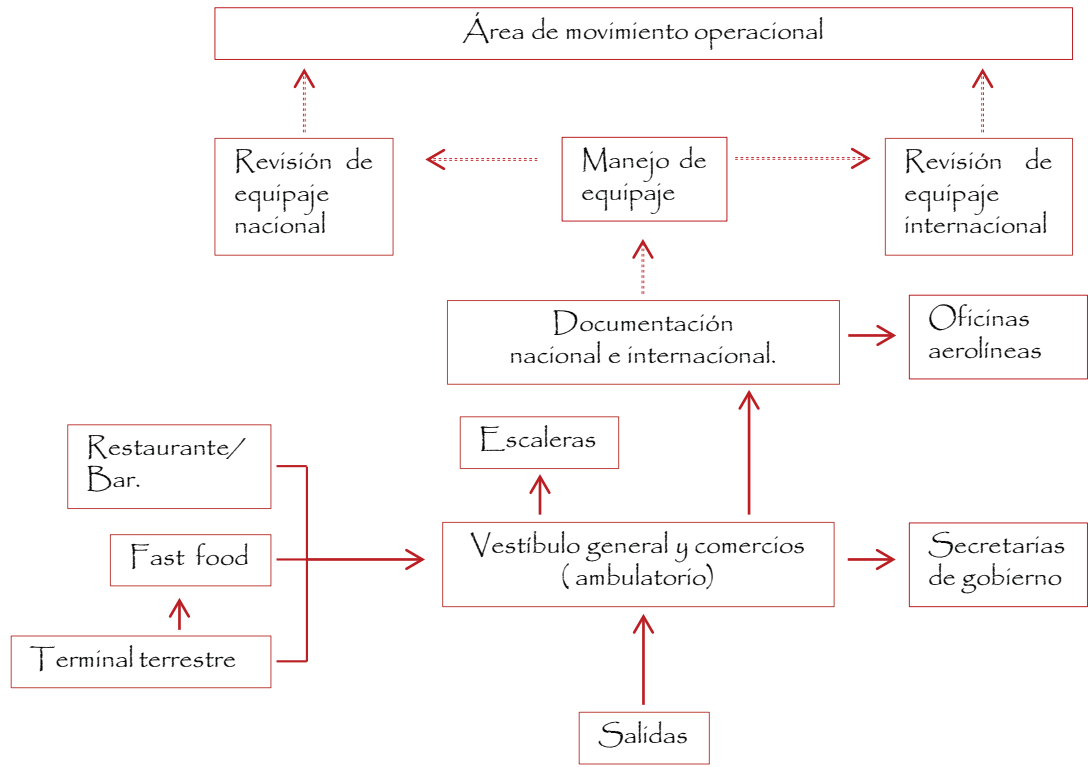 Área de movimiento operacional
Revisión de
equipaje
nacional
Manejo de
equipaje
Revisión de
equipaje
internacional
Documentación
nacional e internacional.
Oficinas
aerolíneas
Escaleras
Restaurante/
Bar.
Fast food
Vestíbulo general y comercios
( ambulatorio)
Secretarias
de gobierno
Terminal terrestre
Salidas